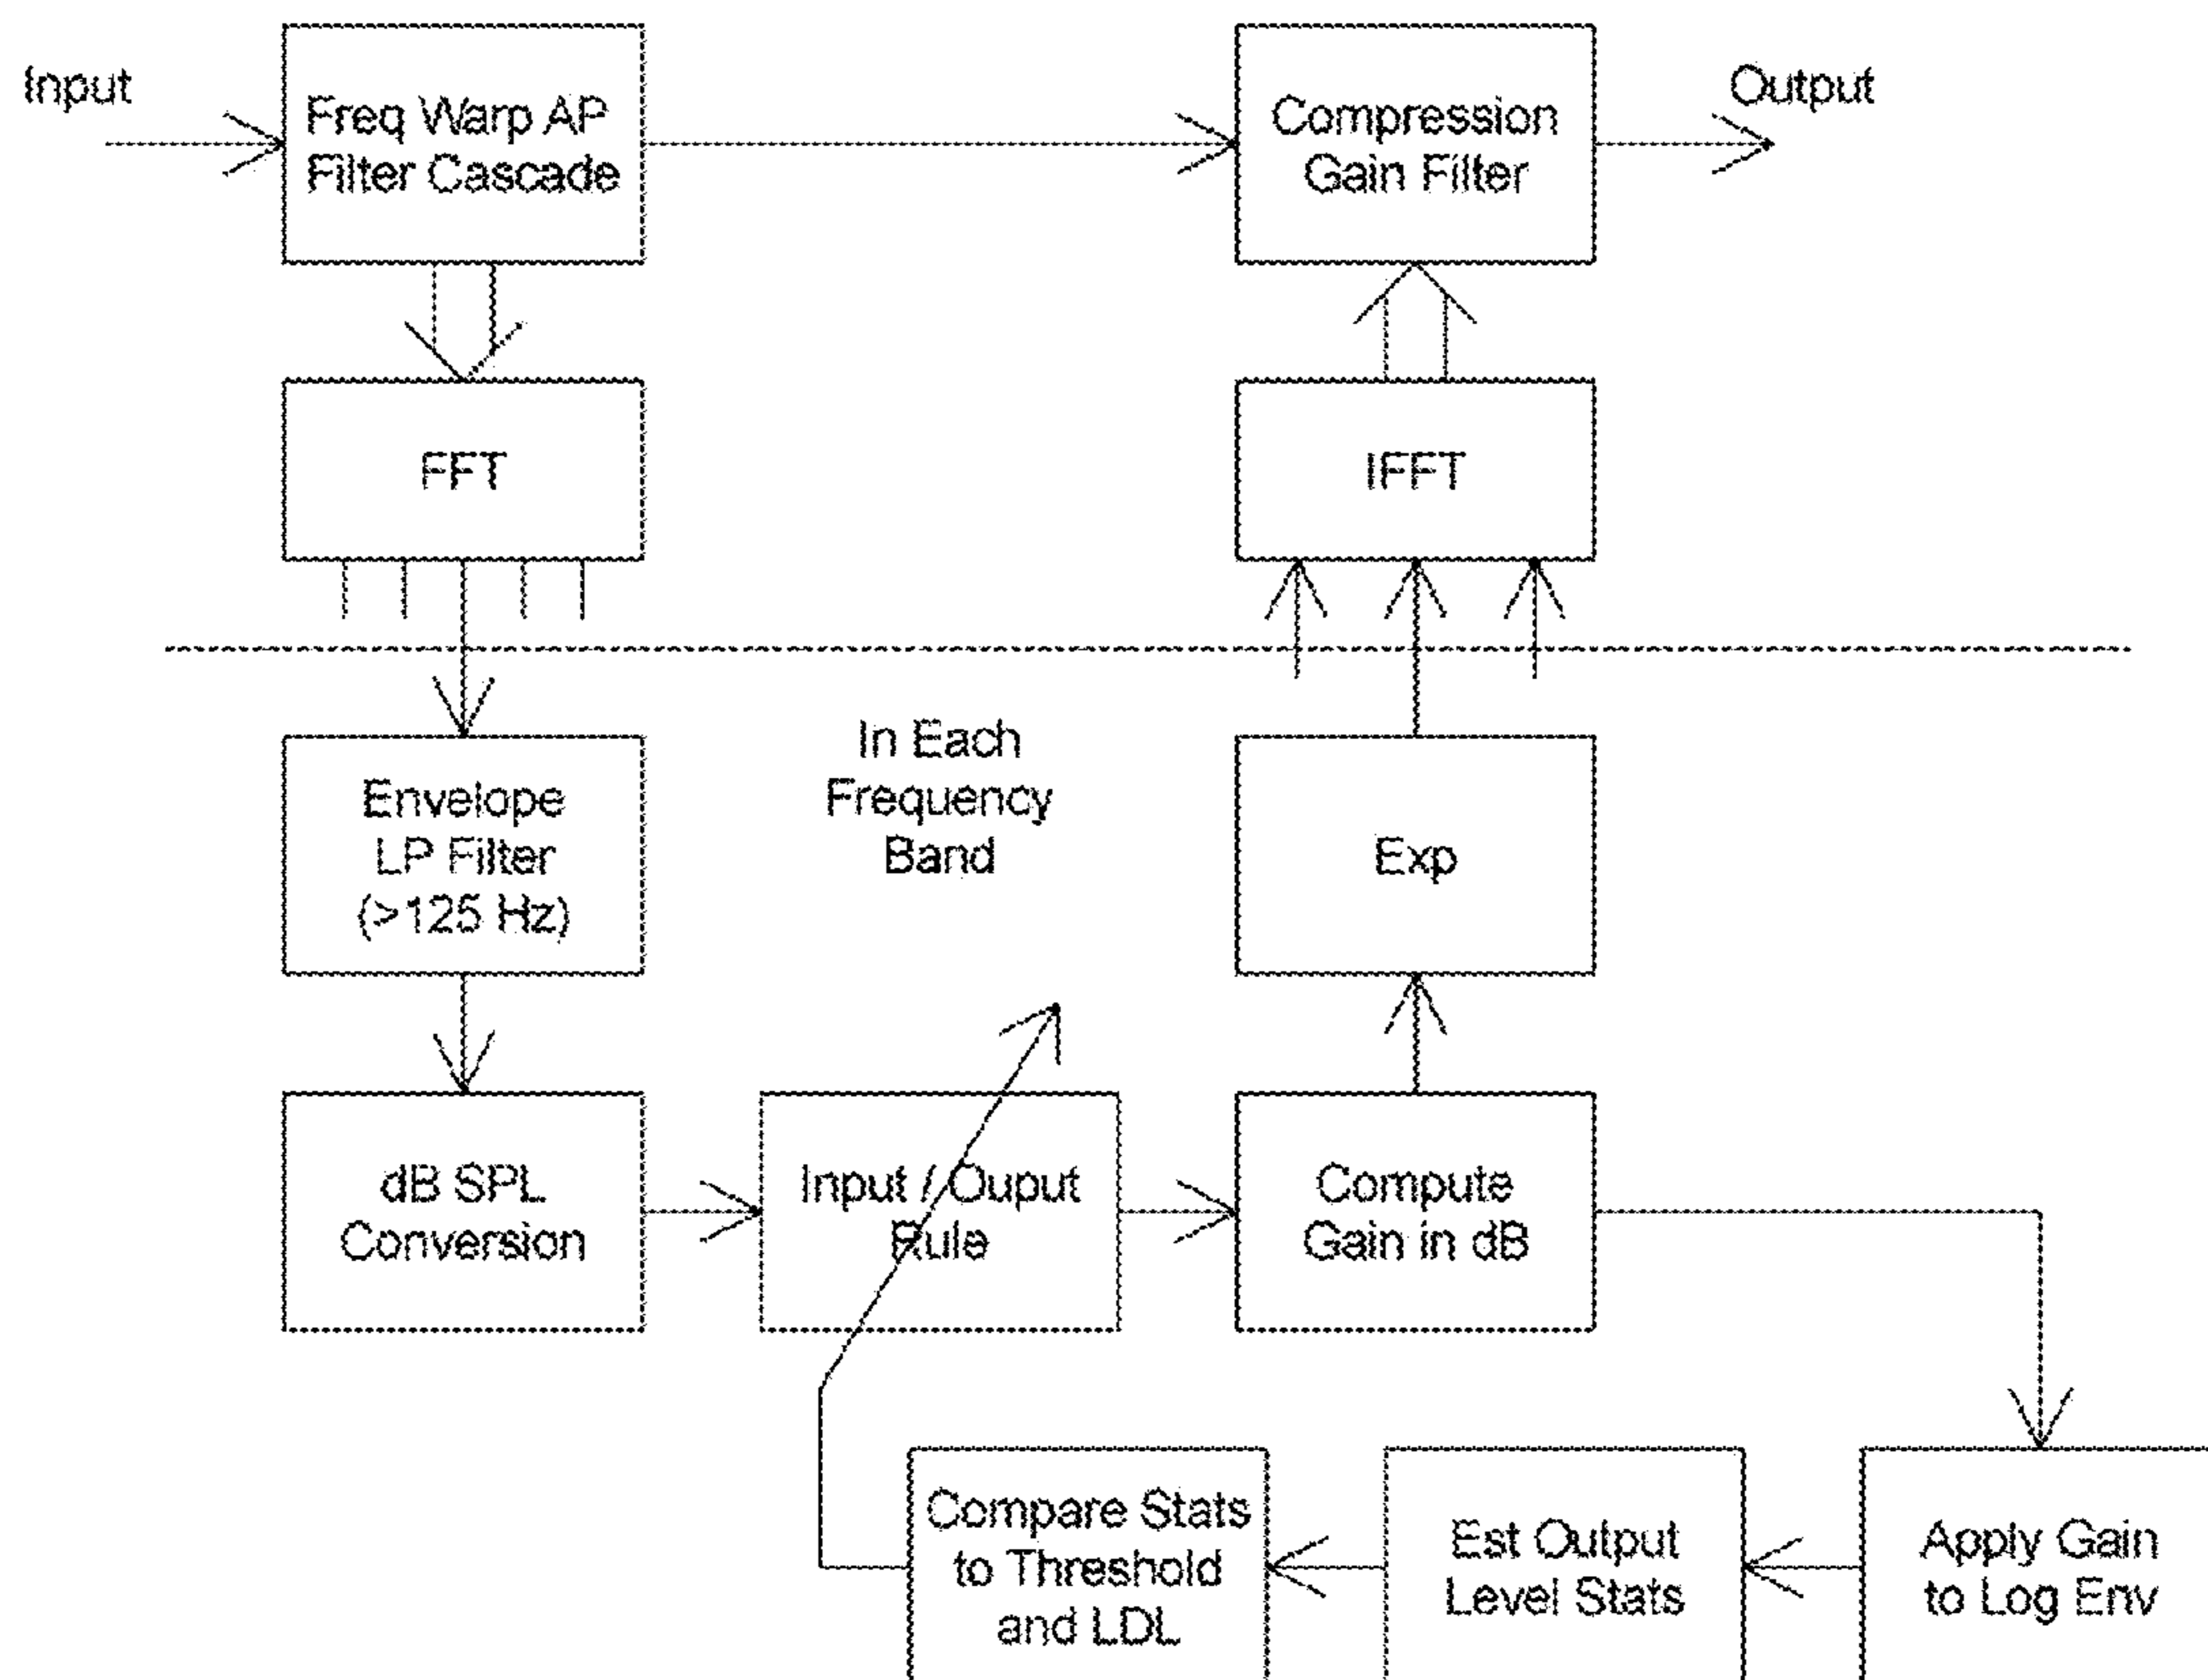 Input
Freq Warp AP
Filter Cascade
Compression
Gain Filter
Output
FFT
IFFT
Envelope
LP Filter
(>125 Hz)
In Each
Frequency
Band
Exp
dB SPL
Conversion
Input / Ouput
Rule
Compute
Gain in dB
Compare Stats
to Threshold
and LDL
Est Output
Level Stats
Apply Gain
to Log Env